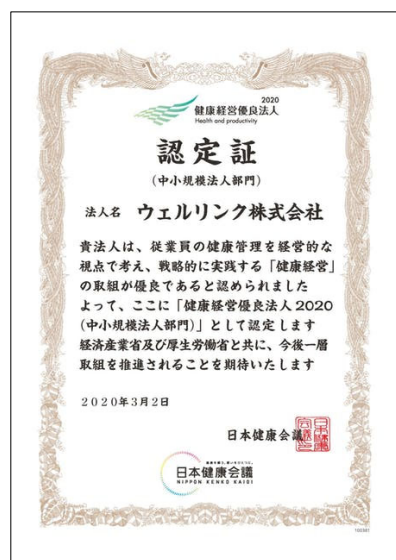 2020
健康経営優良法人
Health and productivity
認定証
(中小規模法人部門)
法人名 ウェルリンク株式会社
貴法人は、従業員の健康管理を経営的な
視点で考え、戦略的に実践する「健康経営」
の取組が優良であると認められました
よって、ここに「健康経営優良法人2020
(中小規模法人部門)」として認定します
経済産業省及び厚生労働省と共に、今後一層
取組を推進されることを期待いたします
2020年3月2日
日本健康会議
日本健康会議
NIPPON KENKO KAIGI